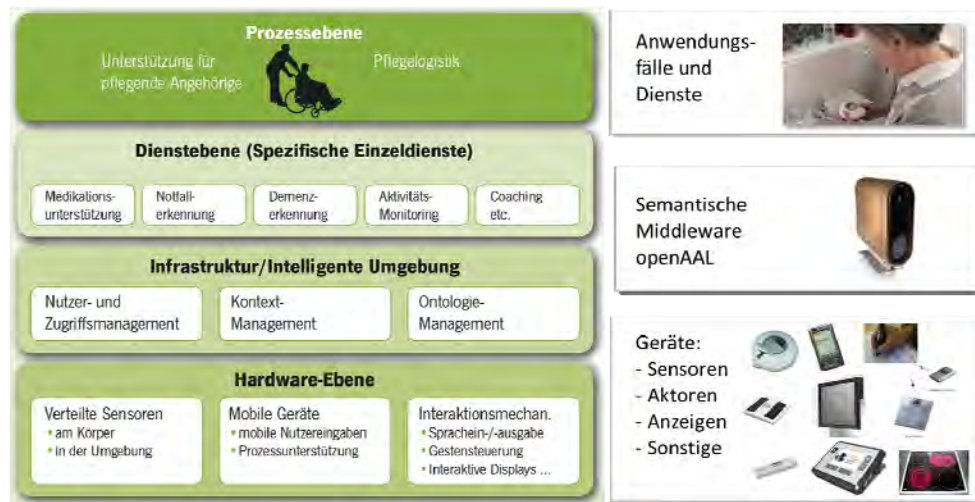 Prozessebene
Unterstützung für
pflegende Angehörige
Pflegelogistik
Dienstebene (Spezifische Einzeldienste)
Medikations-
unterstützung
Notfall-
erkennung
Demenz-
erkennung
Aktivitäts-
Monitoring
Coaching
etc.
Infrastruktur/Intelligente Umgebung
Nutzer- und
Zugriffsmanagement
Kontext-
Management
Ontologie-
Management
Hardware-Ebene
Verteilte Sensoren
• am Körper
• in der Umgebung
Mobile Geräte
• mobile Nutzereingaben
• Prozessunterstützung
Interaktionsmechan.
• Sprachein-/-ausgabe
• Gestensteuerung
• Interaktive Displays ...
Anwendungs-
fälle und
Dienste
Semantische
Middleware
openAAL
Geräte:
- Sensoren
- Aktoren
- Anzeigen
- Sonstige